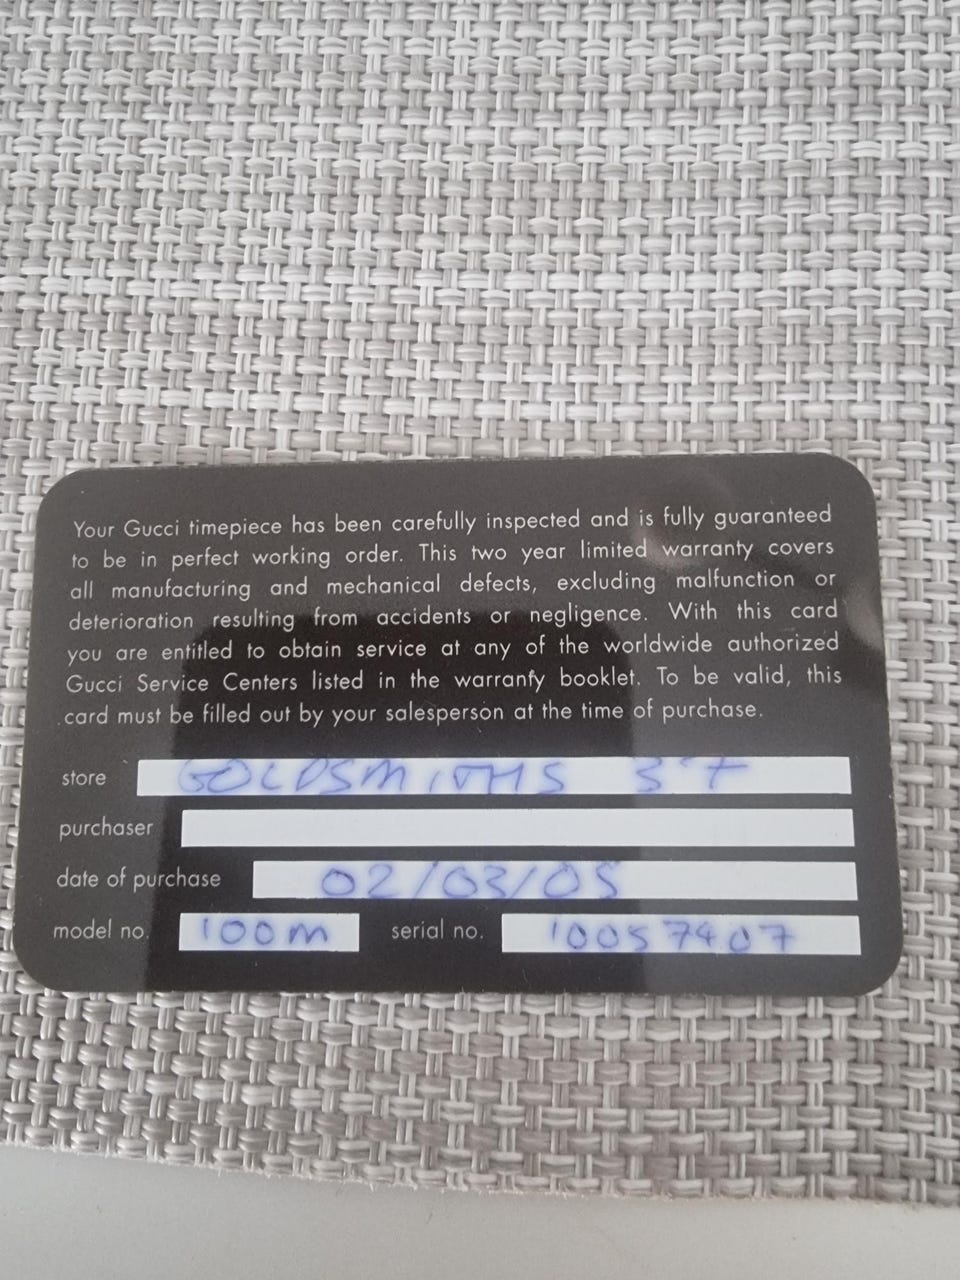 Your Gucci timepiece has been carefully inspected and is fully guaranteed
to be in perfect working order. This two year limited warranty covers
all manufacturing and mechanical defects, excluding malfunction or
deterioration resulting from accidents or negligence. With this card
you are entitled to obtain service at any of the worldwide authorized
Gucci Service Centers listed in the warranty booklet. To be valid, this
card must be filled out by your salesperson at the time of purchase.
store GOLDSMITHS
purchaser
date of purchase 02/03/05
model no. 100m serial no. 10057407